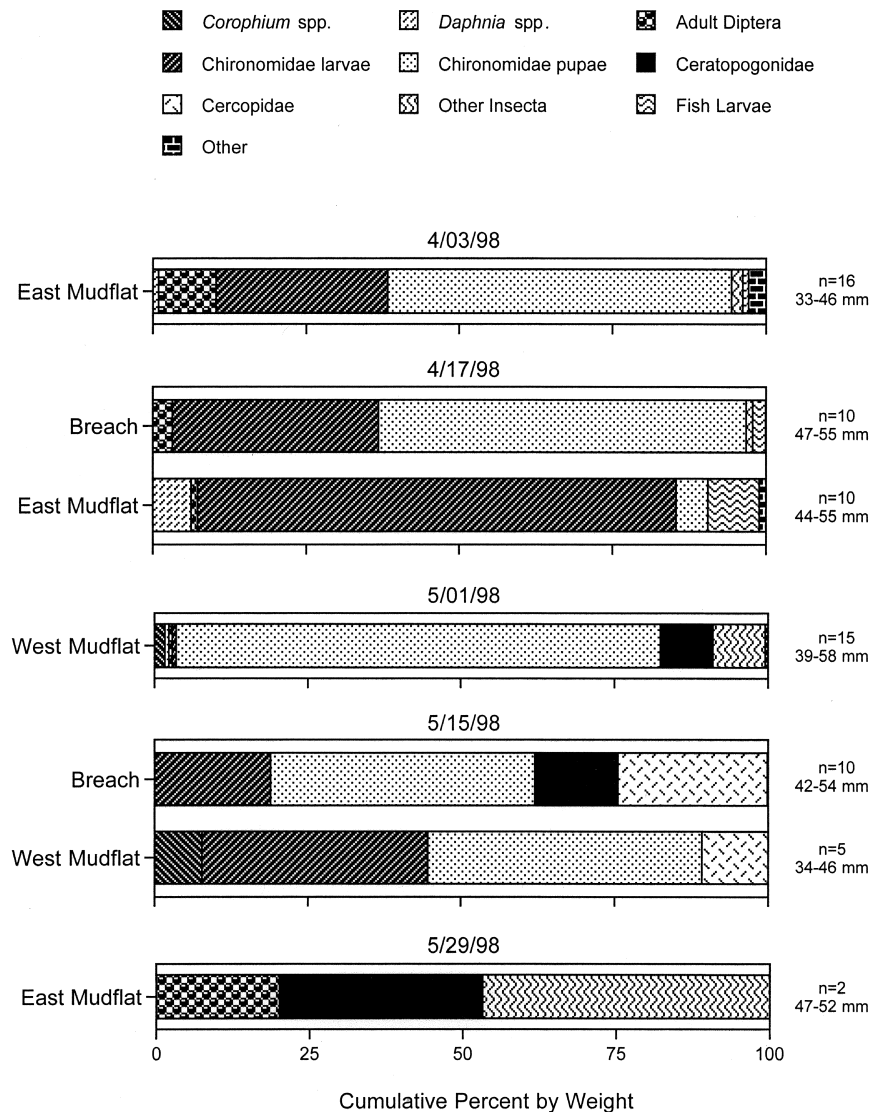 Corophium spp. Daphnia spp. Adult Diptera
Chironomidae larvae Chironomidae pupae Ceratopogonidae
Cercopidae Other Insecta Fish Larvae
Other
4/03/98
East Mudflat
n=16
33-46 mm
4/17/98
Breach
n=10
47-55 mm
East Mudflat
n=10
44-55 mm
5/01/98
West Mudflat
n=15
39-58 mm
5/15/98
Breach
n=10
42-54 mm
West Mudflat
n=5
34-46 mm
5/29/98
East Mudflat
n=2
47-52 mm
0 25 50 75 100
Cumulative Percent by Weight